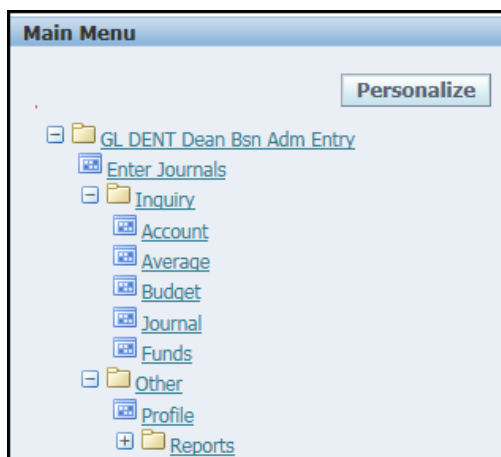 Main Menu
Personalize
GL DENT Dean Bsn Adm Entry
Enter Journals
Inquiry
Account
Average
Budget
Journal
Funds
Other
Profile
Reports